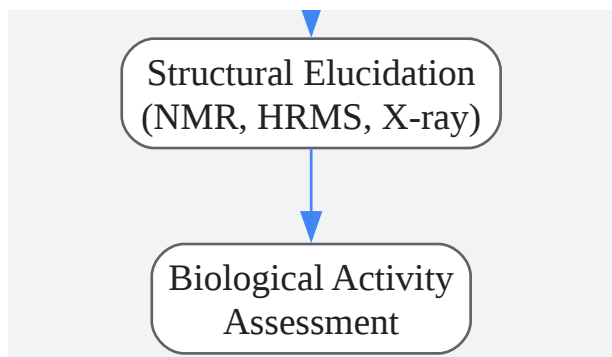 Structural Elucidation
(NMR, HRMS, X-ray)
Biological Activity
Assessment